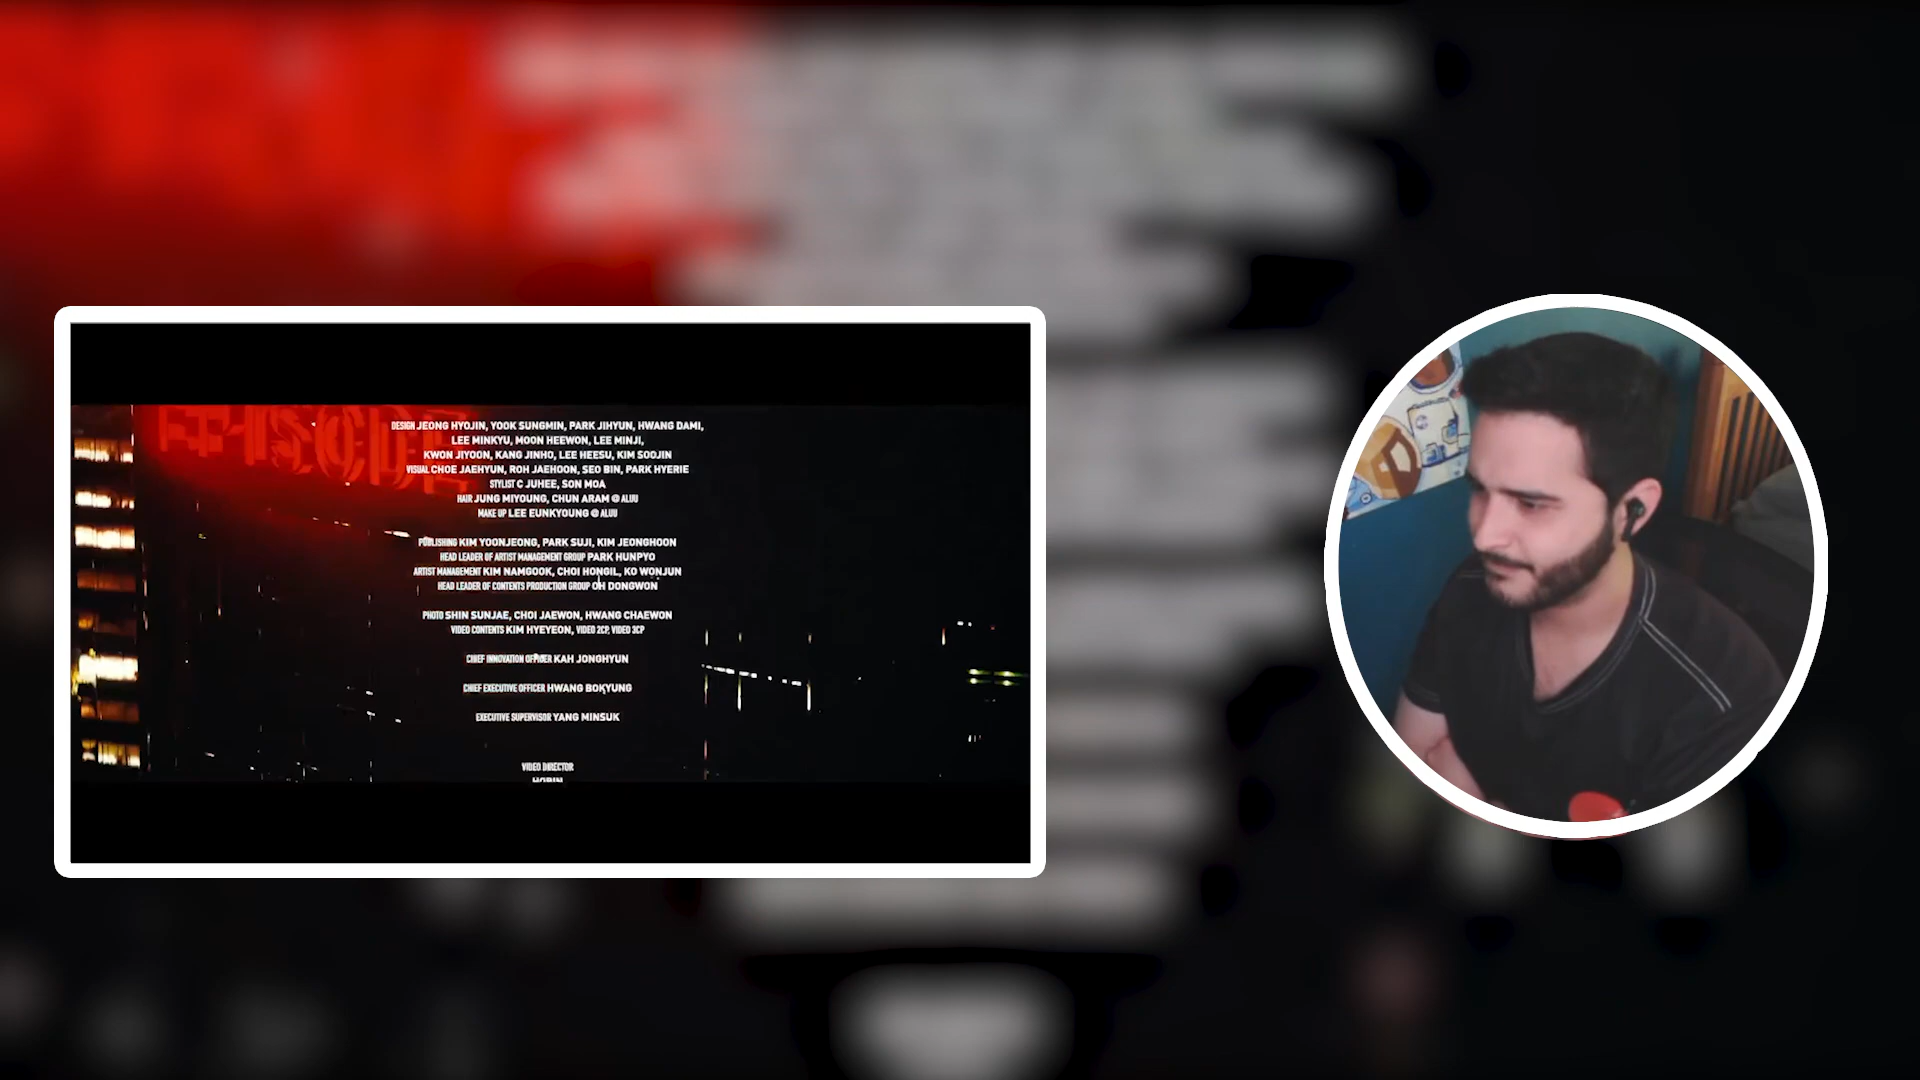 EPISODE
DESIGN JEONG HYOJIN, YOOK SUNGMIN, PARK JIHYUN, HWANG DAMI,
LEE MINKYU, MOON HEEWON, LEE MINJI,
KWON JIYOON, KANG JINHO, LEE HEESU, KIM SOOJIN
VISUAL CHOE JAEHYUN, ROH JAEHOON, SEO BIN, PARK HYERIE
STYLIST C JUHEE, SON MOA
HAIR JUNG MIYOUNG, CHUN ARAM @ ALUU
MAKE UP LEE EUNKYOUNG @ ALUU
PUBLISHING KIM YOONJEONG, PARK SUJI, KIM JEONGHOON
HEAD LEADER OF ARTIST MANAGEMENT GROUP PARK HUNPYO
ARTIST MANAGEMENT KIM NAMGOOK, CHOI HONGIL, KO WONJUN
HEAD LEADER OF CONTENTS PRODUCTION GROUP OH DONGWON
PHOTO SHIN SUNJAE, CHOI JAEWON, HWANG CHAEWON
VIDEO CONTENTS KIM HYEYEON, VIDEO 2CP, VIDEO 3CP
CHIEF INNOVATION OFFICER KAH JONGHYUN
CHIEF EXECUTIVE OFFICER HWANG BOKYUNG
EXECUTIVE SUPERVISOR YANG MINSUK
VIDEO DIRECTOR